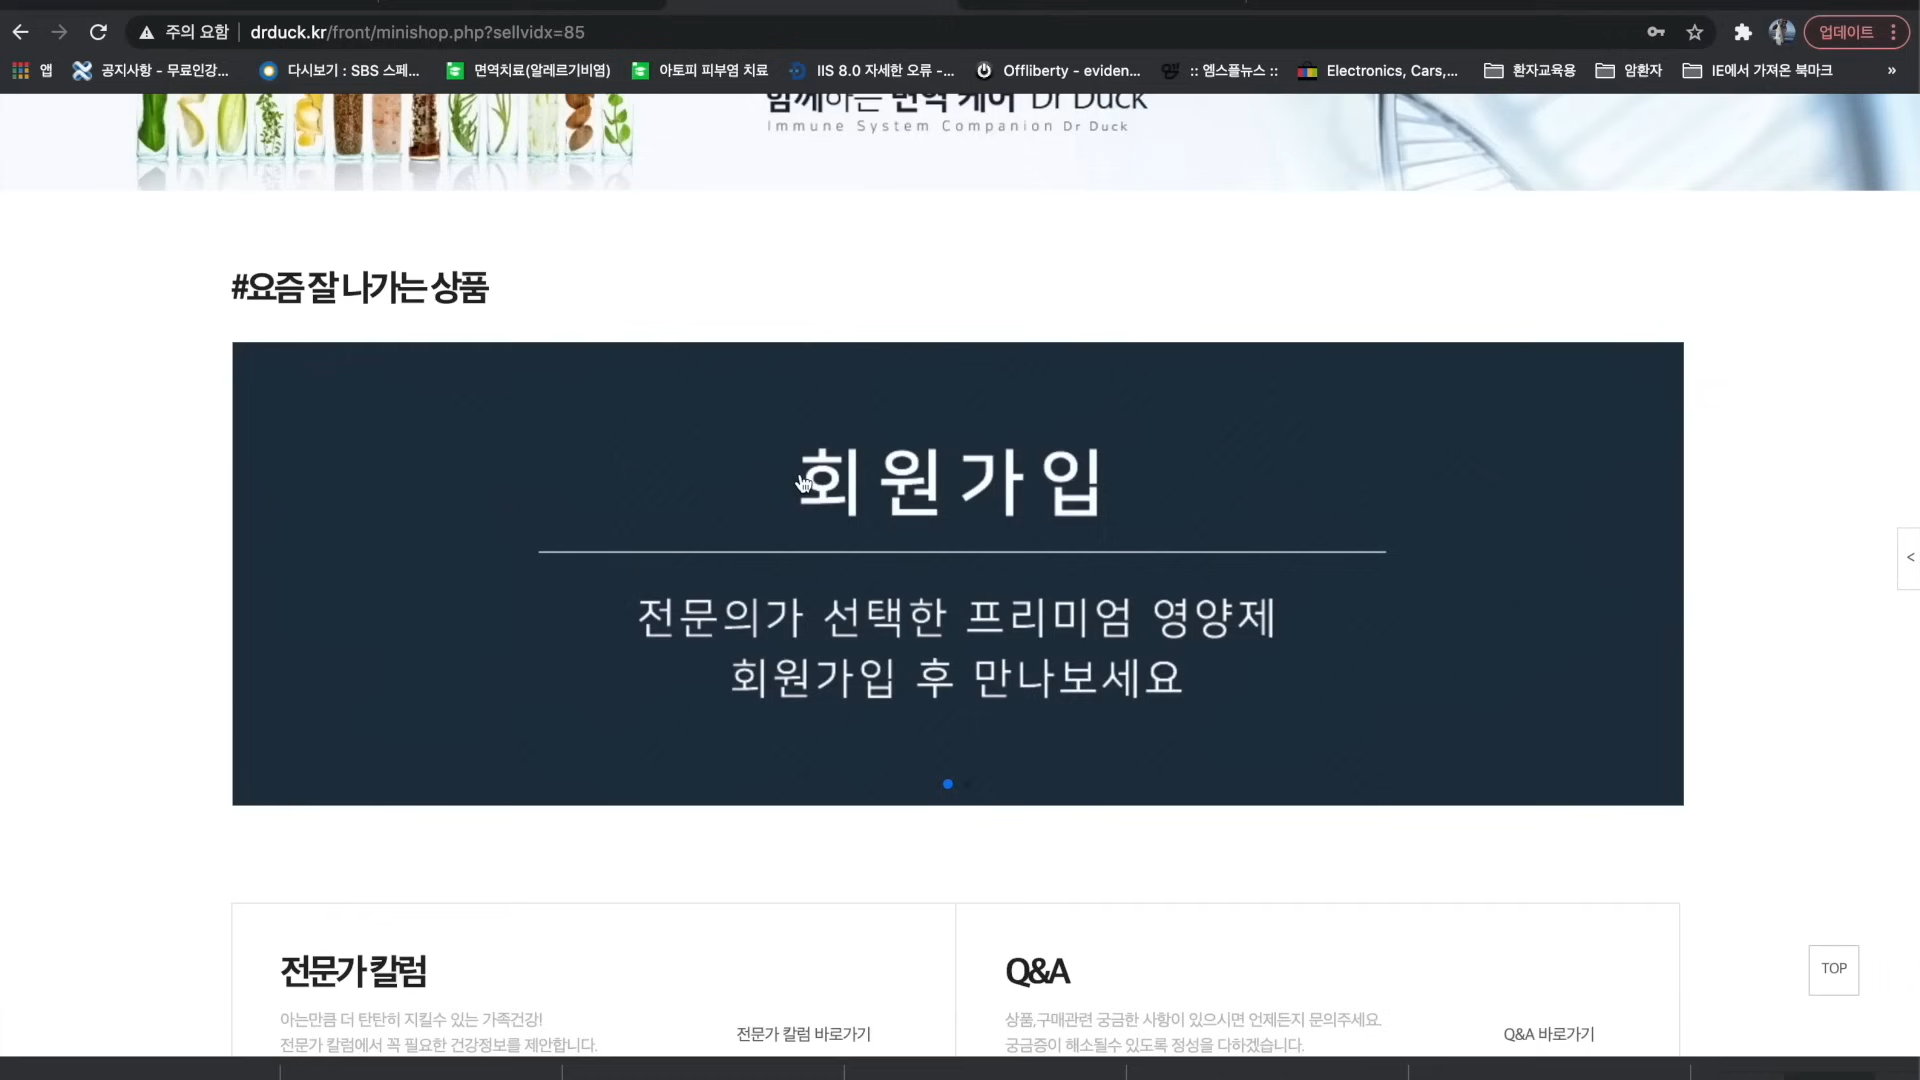 주의 요함 drduck.kr/front/minishop.php?sellvidx=85 업데이트
앱 공지사항 - 무료인강... 다시보기 : SBS 스페... 면역치료(알레르기비염) 아토피 피부염 치료 IIS 8.0 자세한 오류 -... Offliberty - eviden... :: 엠스플뉴스 :: Electronics, Cars,... 환자교육용 암환자 IE에서 가져온 북마크 »
함께하는 면역 케어 Dr Duck
Immune System Companion Dr Duck
#요즘 잘 나가는 상품
회원가입
전문의가 선택한 프리미엄 영양제
회원가입 후 만나보세요
<
전문가 칼럼
아는만큼 더 탄탄히 지킬수 있는 가족건강!
전문가 칼럼에서 꼭 필요한 건강정보를 제안합니다.
전문가 칼럼 바로가기
Q&A
상품,구매관련 궁금한 사항이 있으시면 언제든지 문의주세요.
궁금증이 해소될수 있도록 정성을 다하겠습니다.
Q&A 바로가기
TOP